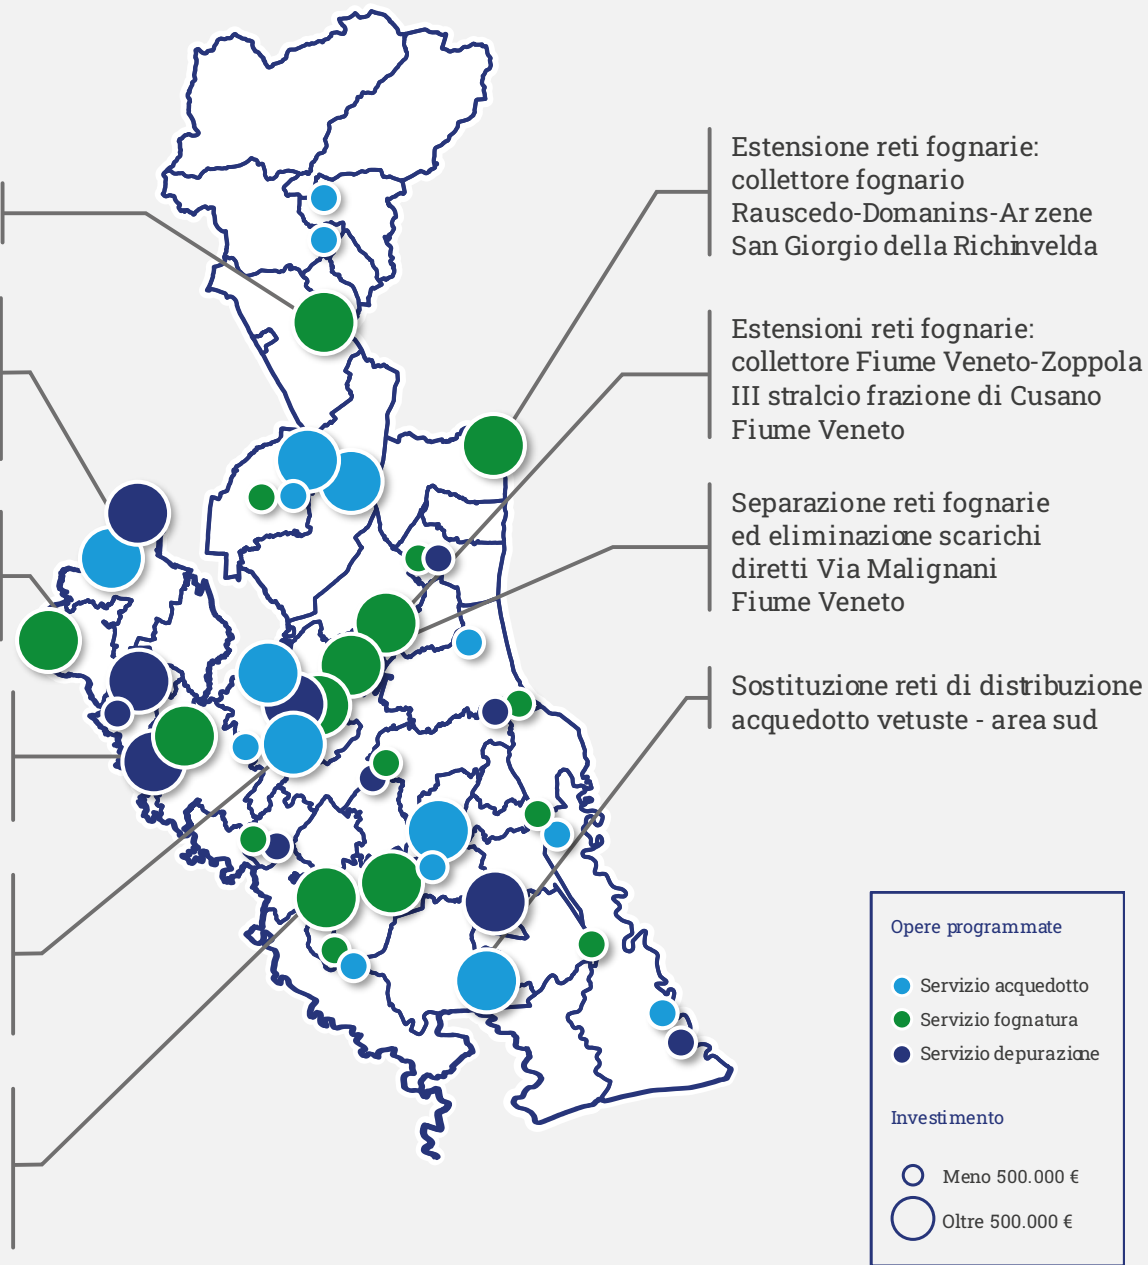 Estensione reti fognarie:
collettore fognario
Rauscedo-Domanins-Arzene
San Giorgio della Richinvelda
Estensioni reti fognarie:
collettore Fiume Veneto-Zoppola
III stralcio frazione di Cusano
Fiume Veneto
Separazione reti fognarie
ed eliminazione scarichi
diretti Via Malignani
Fiume Veneto
Sostituzione reti di distribuzione
acquedotto vetuste - area sud
Opere programmate
Servizio acquedotto
Servizio fognatura
Servizio depurazione
Investimento
Meno 500.000 €
Oltre 500.000 €